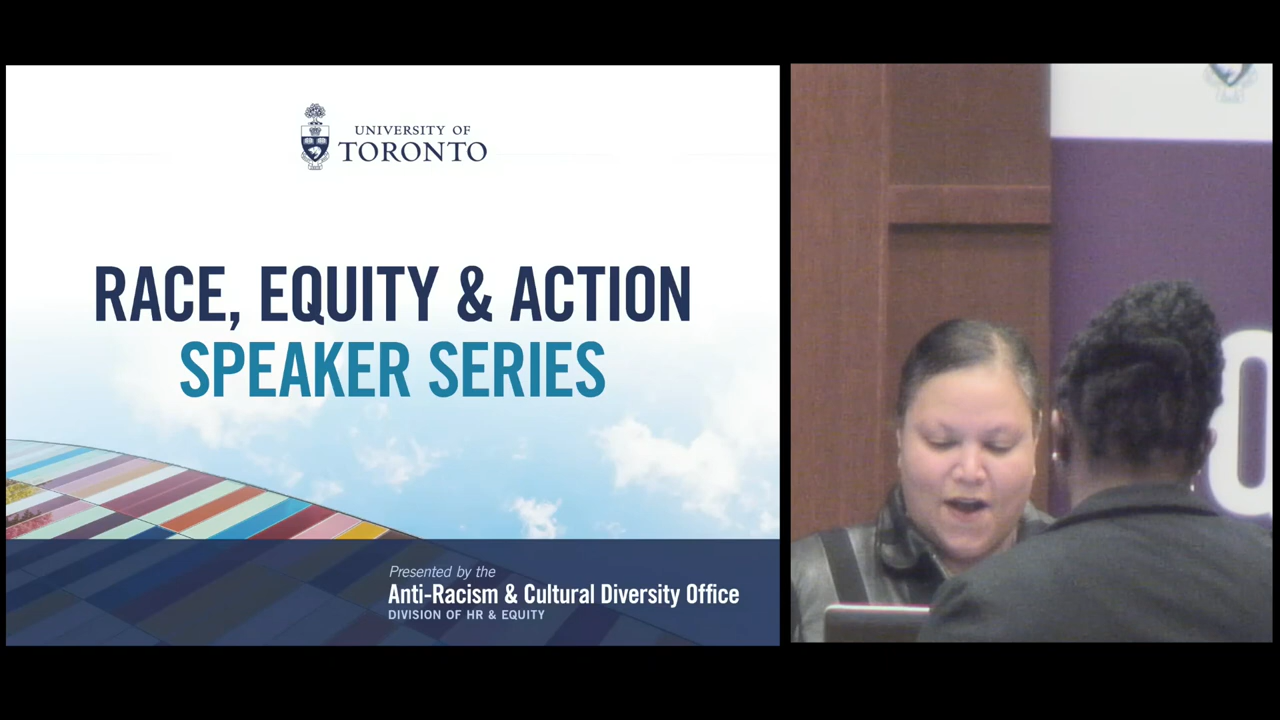 UNIVERSITY OF
TORONTO
RACE, EQUITY & ACTION
SPEAKER SERIES
Presented by the
Anti-Racism & Cultural Diversity Office
DIVISION OF HR & EQUITY